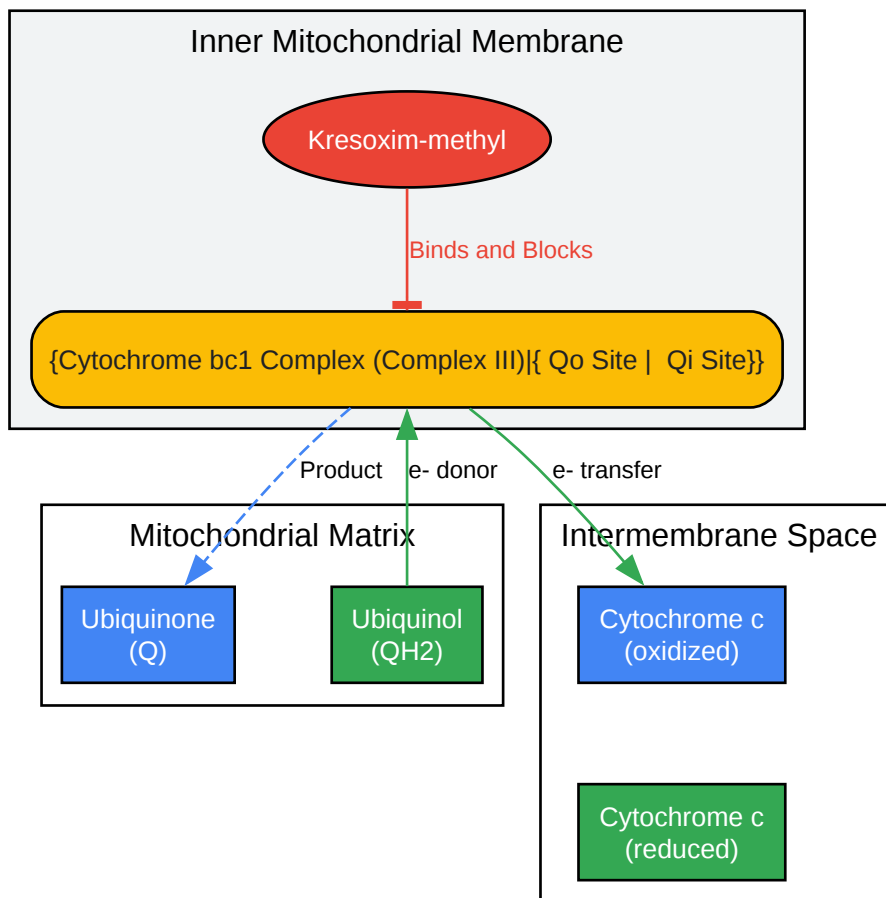 Inner Mitochondrial Membrane
Kresoxim-methyl
Binds and Blocks
{Cytochrome bc1 Complex (Complex III)|{ Qo Site |  Qi Site}}
Product
e- donor
e- transfer
Mitochondrial Matrix
Intermembrane Space
Ubiquinone
(Q)
Ubiquinol
(QH2)
Cytochrome c
(oxidized)
Cytochrome c
(reduced)